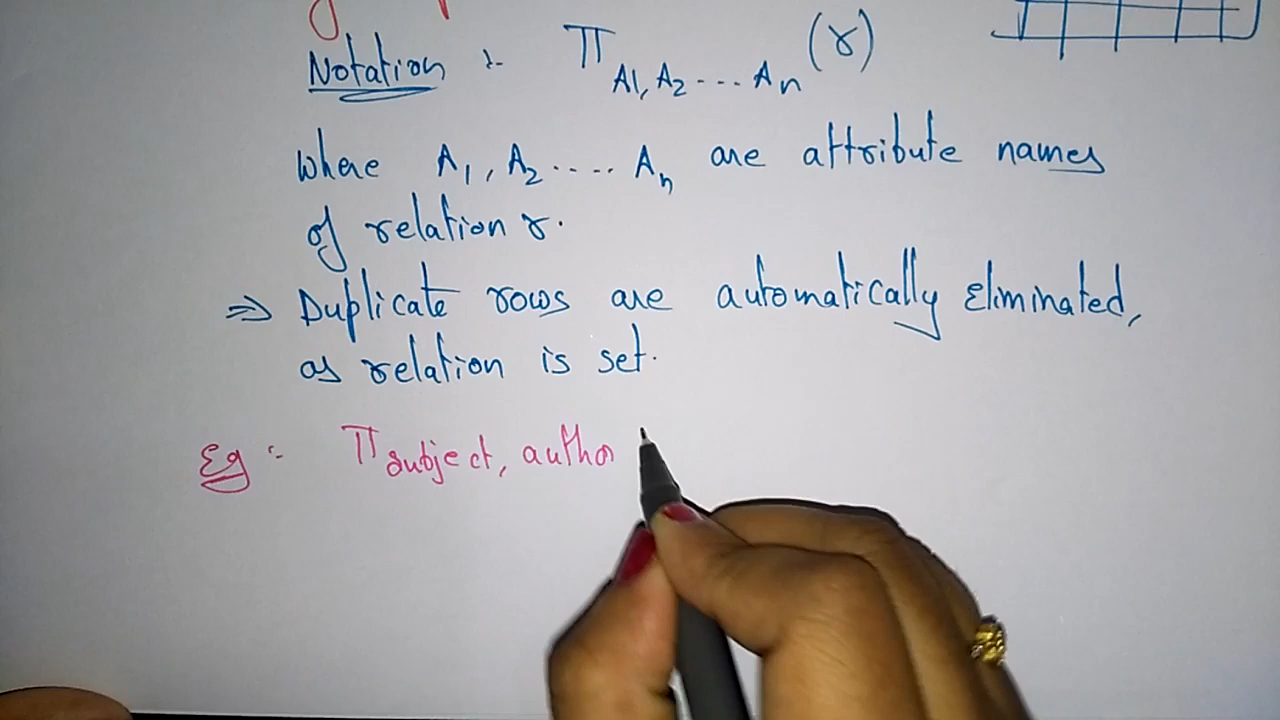 Notation :- Π A1, A2 --- An (r)
Where A1, A2 .... An are attribute names
of relation r.
⇒ Duplicate rows are automatically Eliminated,
as relation is set.
Eg :- Π subject, autho